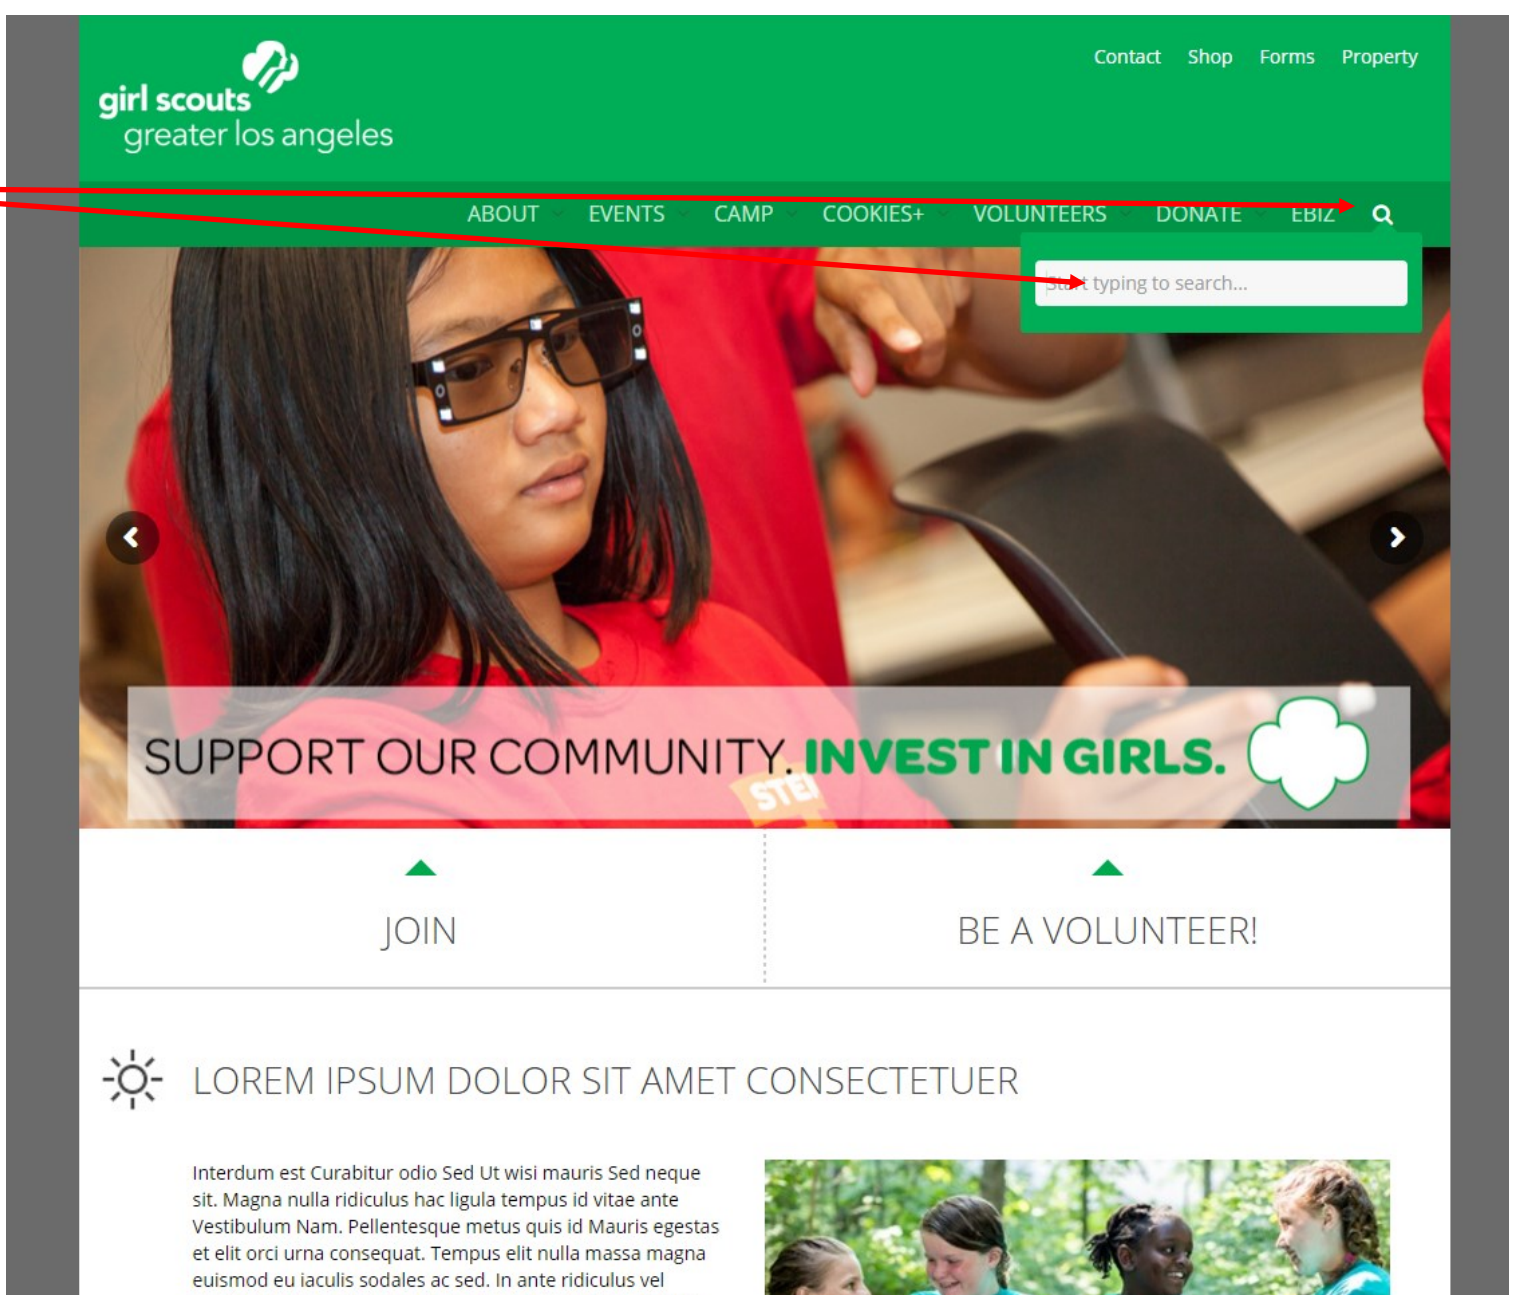 girl scouts
greater los angeles
Contact Shop Forms Property
ABOUT EVENTS CAMP COOKIES+ VOLUNTEERS DONATE EBIZ
Start typing to search...
SUPPORT OUR COMMUNITY. INVEST IN GIRLS.
STE
JOIN
BE A VOLUNTEER!
LOREM IPSUM DOLOR SIT AMET CONSECTETUER
Interdum est Curabitur odio Sed Ut wisi mauris Sed neque
sit. Magna nulla ridiculus hac ligula tempus id vitae ante
Vestibulum Nam. Pellentesque metus quis id Mauris egestas
et elit orci urna consequat. Tempus elit nulla massa magna
euismod eu iaculis sodales ac sed. In ante ridiculus vel